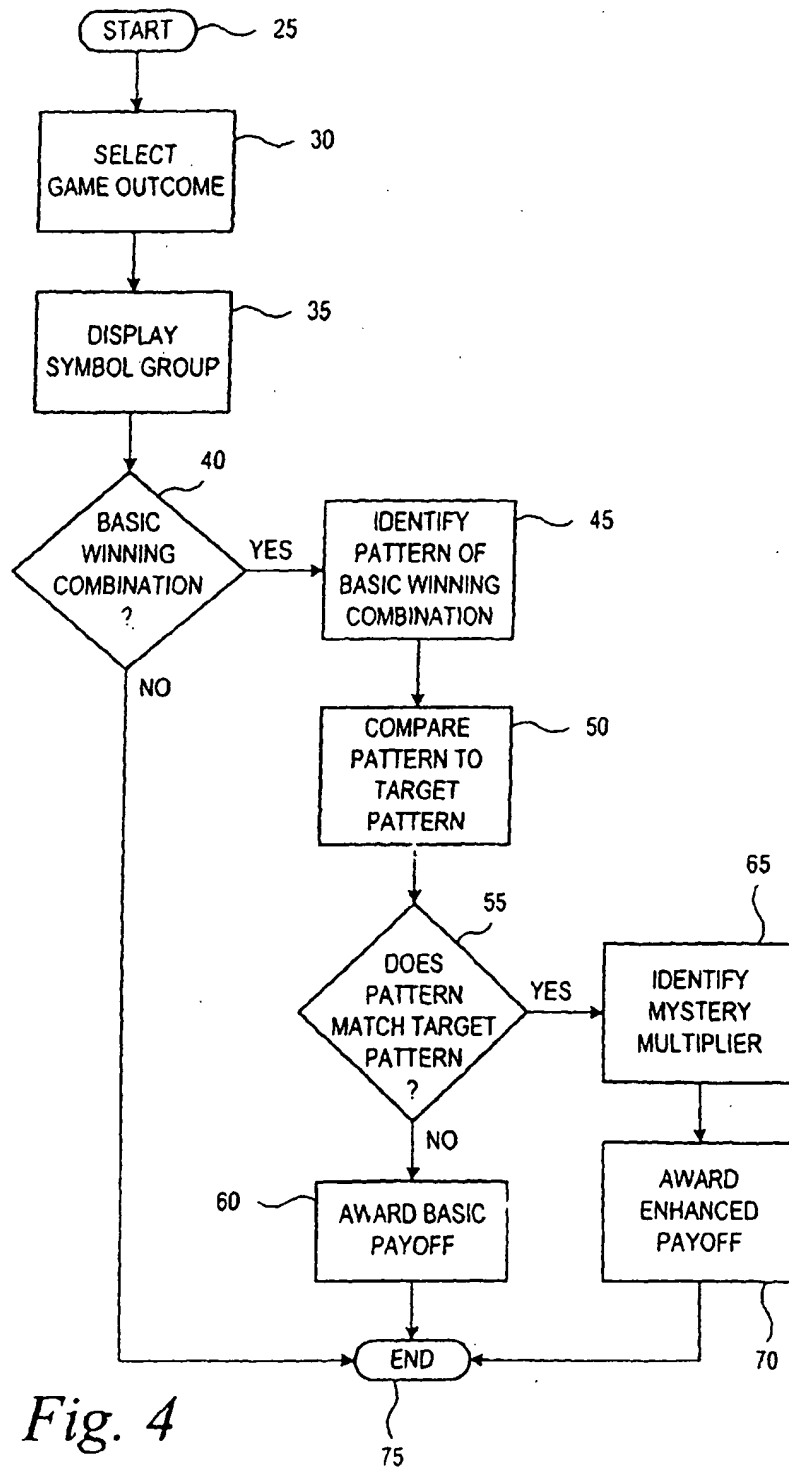 START
25
SELECT
GAME OUTCOME
30
DISPLAY
SYMBOL GROUP
35
40
BASIC
WINNING
COMBINATION
?
YES
NO
IDENTIFY
PATTERN OF
BASIC WINNING
COMBINATION
45
COMPARE
PATTERN TO
TARGET
PATTERN
50
55
DOES
PATTERN
MATCH TARGET
PATTERN
?
YES
NO
65
IDENTIFY
MYSTERY
MULTIPLIER
60
AWARD BASIC
PAYOFF
AWARD
ENHANCED
PAYOFF
70
END
75
Fig. 4